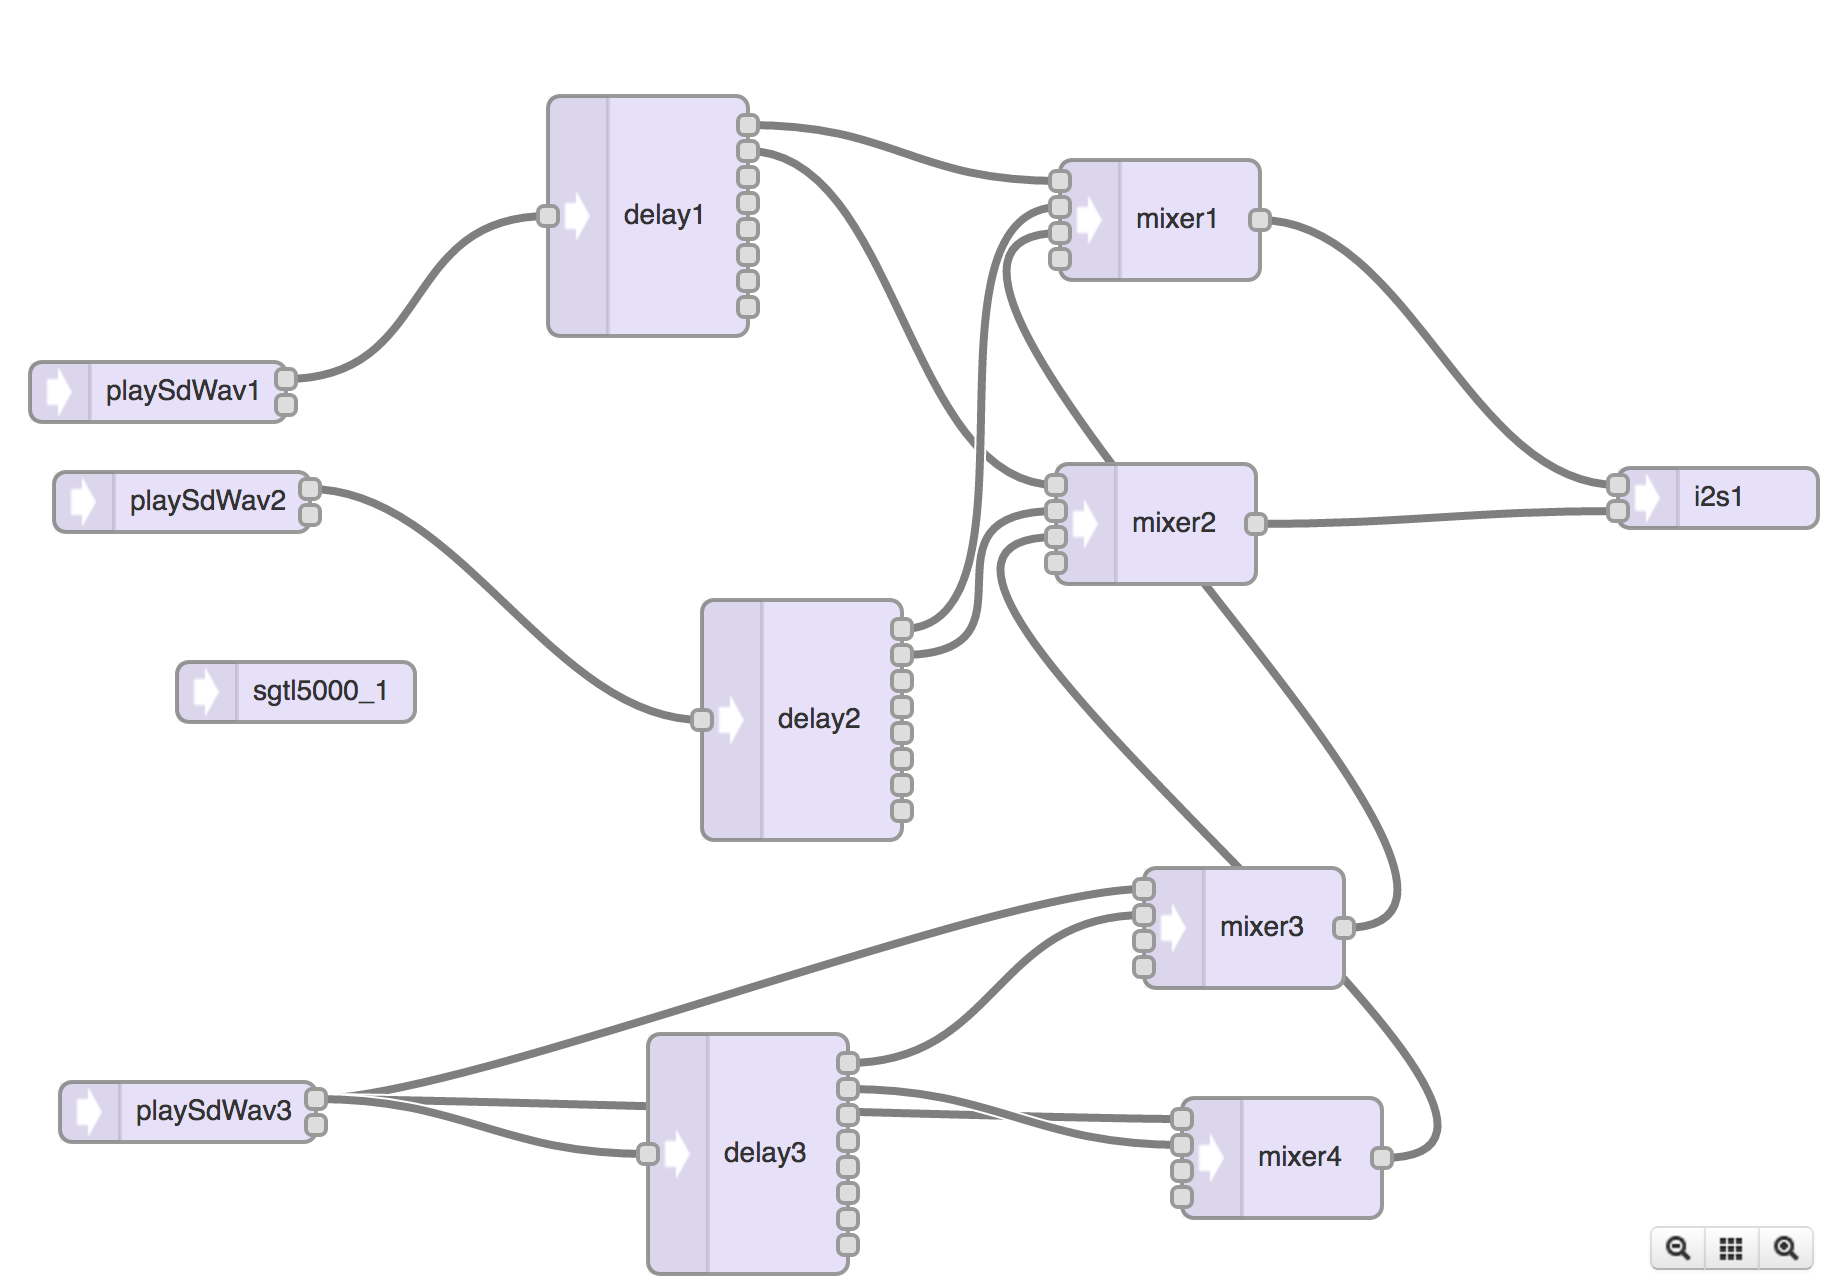 delay1
mixer1
playSdWav1
playSdWav2
i2s1
mixer2
sgtl5000_1
delay2
mixer3
playSdWav3
delay3
mixer4